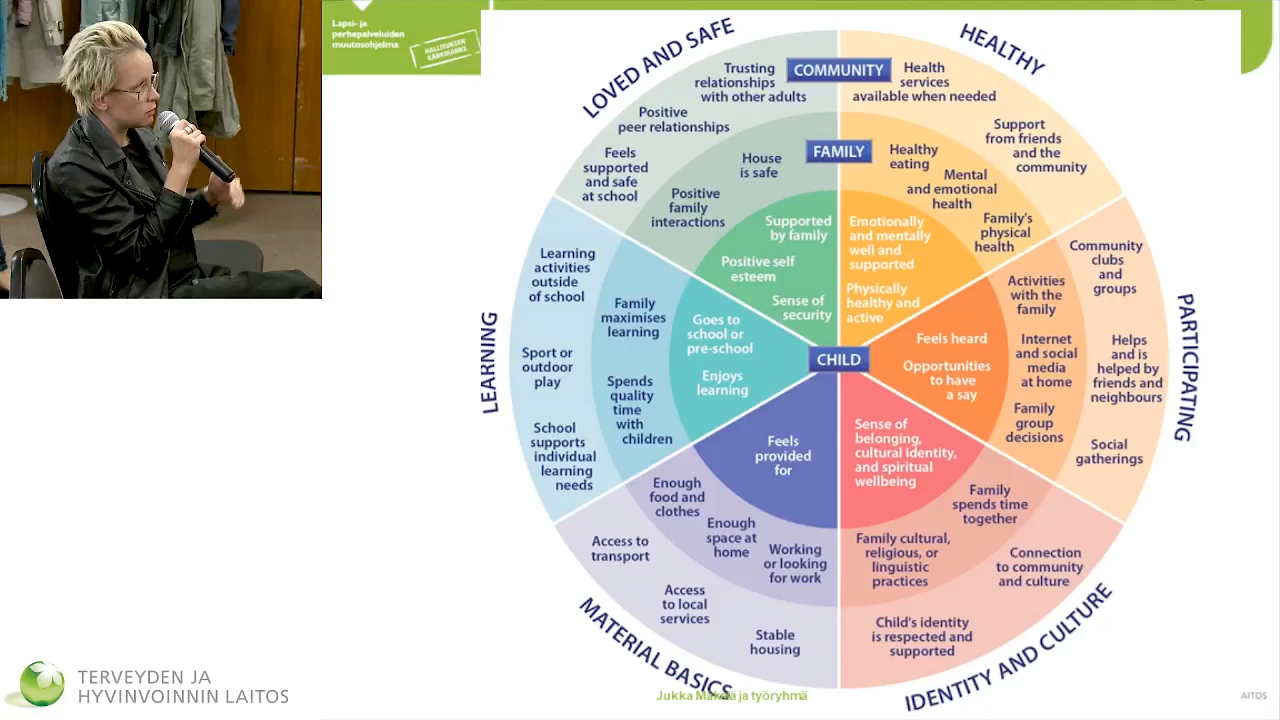 Lapsi- ja
perhepalveluiden
muutosohjelma
HALLITUKSEN
KÄRKIHANKE
LOVED AND SAFE
HEALTHY
PARTICIPATING
IDENTITY AND CULTURE
MATERIAL BASICS
LEARNING
COMMUNITY
FAMILY
CHILD
Trusting
relationships
with other adults
Positive
peer relationships
Feels
supported
and safe
at school
House
is safe
Positive
family
interactions
Supported
by family
Positive self
esteem
Sense of
security
Health
services
available when needed
Support
from friends
and the
community
Healthy
eating
Mental
and emotional
health
Family's
physical
health
Emotionally
and mentally
well and
supported
Physically
healthy and
active
Community
clubs
and
groups
Helps
and is
helped by
friends and
neighbours
Social
gatherings
Activities
with the
family
Internet
and social
media
at home
Family
group
decisions
Feels heard
Opportunities
to have
a say
Sense of
belonging,
cultural identity,
and spiritual
wellbeing
Family
spends time
together
Family cultural,
religious, or
linguistic
practices
Connection
to community
and culture
Child's identity
is respected and
supported
Feels
provided
for
Enough
food and
clothes
Enough
space at
home
Working
or looking
for work
Access to
transport
Access
to local
services
Stable
housing
Goes to
school or
pre-school
Enjoys
learning
Family
maximises
learning
Spends
quality
time
with
children
Learning
activities
outside
of school
Sport or
outdoor
play
School
supports
individual
learning
needs
TERVEYDEN JA
HYVINVOINNIN LAITOS
Jukka Mäkelä ja työryhmä
AITOS